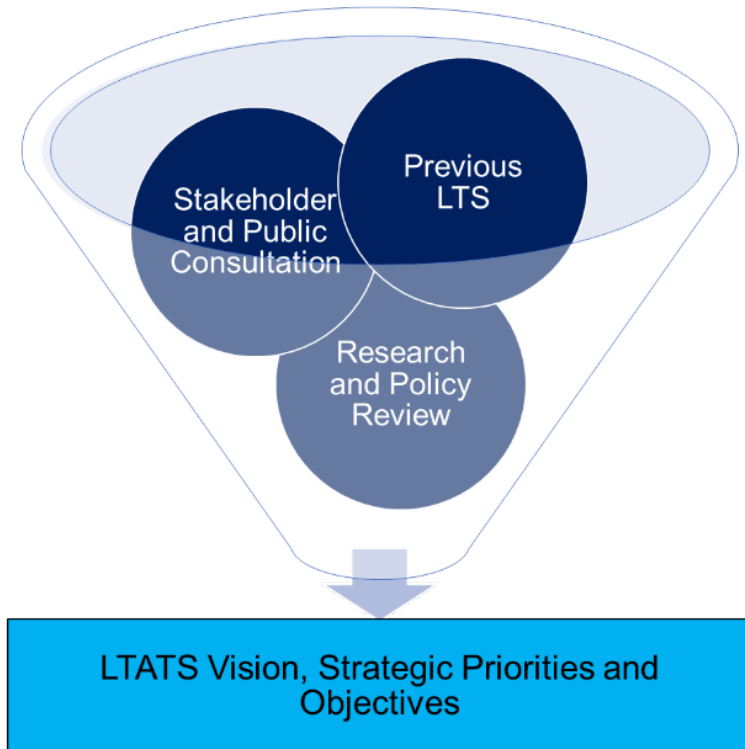 Previous
LTS
Stakeholder
and Public
Consultation
Research
and Policy
Review
LTATS Vision, Strategic Priorities and
Objectives